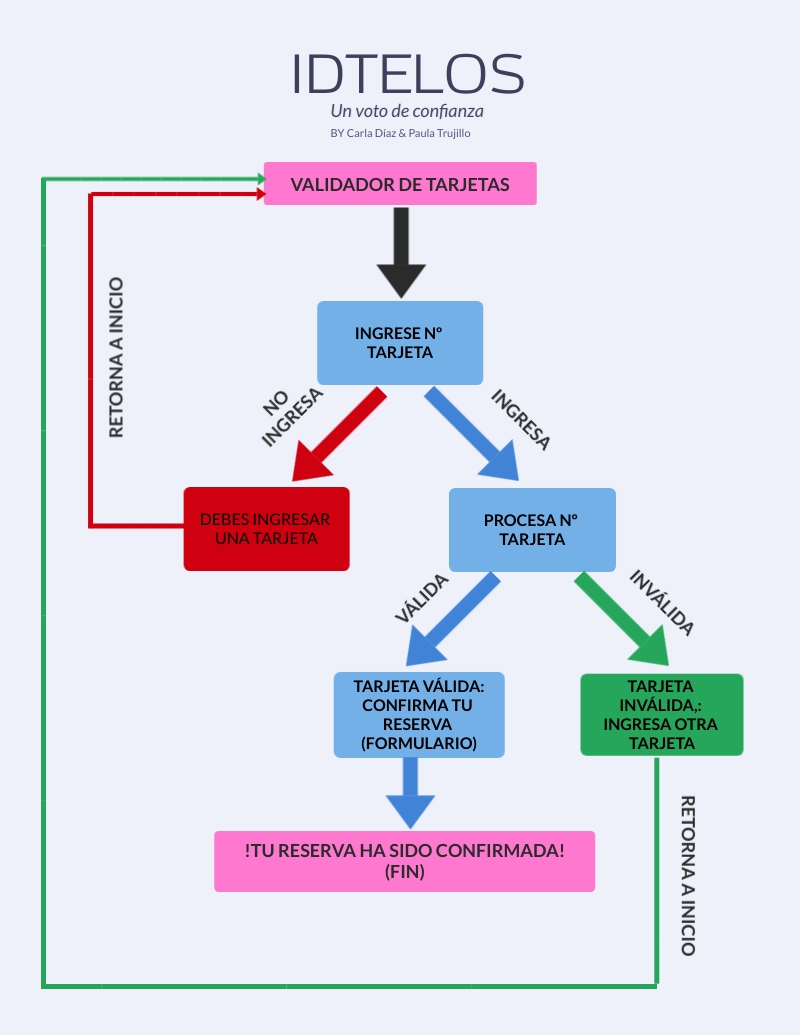 IDTELOS
Un voto de confianza
BY Carla Díaz & Paula Trujillo
VALIDADOR DE TARJETAS
RETORNA A INICIO
INGRESE Nº
TARJETA
NO
INGRESA
INGRESA
DEBES INGRESAR
UNA TARJETA
PROCESA Nº
TARJETA
VÁLIDA
INVÁLIDA
TARJETA VÁLIDA:
CONFIRMA TU
RESERVA
(FORMULARIO)
TARJETA
INVÁLIDA,:
INGRESA OTRA
TARJETA
RETORNA A INICIO
!TU RESERVA HA SIDO CONFIRMADA!
(FIN)